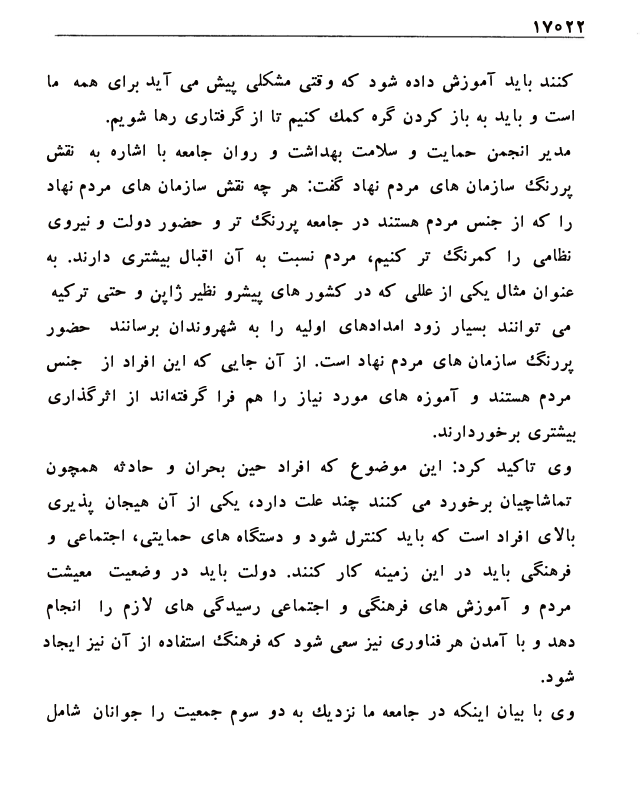 ۱۷۰۲۲
کنند باید آموزش داده شود که وقتی مشکلی پیش می آید برای همه ما
است و باید به باز کردن گره کمک کنیم تا از گرفتاری رها شویم.
مدیر انجمن حمایت و سلامت بهداشت و روان جامعه با اشاره به نقش
پررنگ سازمان های مردم نهاد گفت: هر چه نقش سازمان های مردم نهاد
را که از جنس مردم هستند در جامعه پررنگ تر و حضور دولت و نیروی
نظامی را کمرنگ تر کنیم، مردم نسبت به آن اقبال بیشتری دارند. به
عنوان مثال یکی از عللی که در کشور های پیشرو نظیر ژاپن و حتی ترکیه
می توانند بسیار زود امدادهای اولیه را به شهروندان برسانند حضور
پررنگ سازمان های مردم نهاد است. از آن جایی که این افراد از جنس
مردم هستند و آموزه های مورد نیاز را هم فرا گرفته‌اند از اثرگذاری
بیشتری برخوردارند.
وی تاکید کرد: این موضوع که افراد حین بحران و حادثه همچون
تماشاچیان برخورد می کنند چند علت دارد، یکی از آن هیجان پذیری
بالای افراد است که باید کنترل شود و دستگاه های حمایتی، اجتماعی و
فرهنگی باید در این زمینه کار کنند. دولت باید در وضعیت معیشت
مردم و آموزش های فرهنگی و اجتماعی رسیدگی های لازم را انجام
دهد و با آمدن هر فناوری نیز سعی شود که فرهنگ استفاده از آن نیز ایجاد
شود.
وی با بیان اینکه در جامعه ما نزدیک به دو سوم جمعیت را جوانان شامل